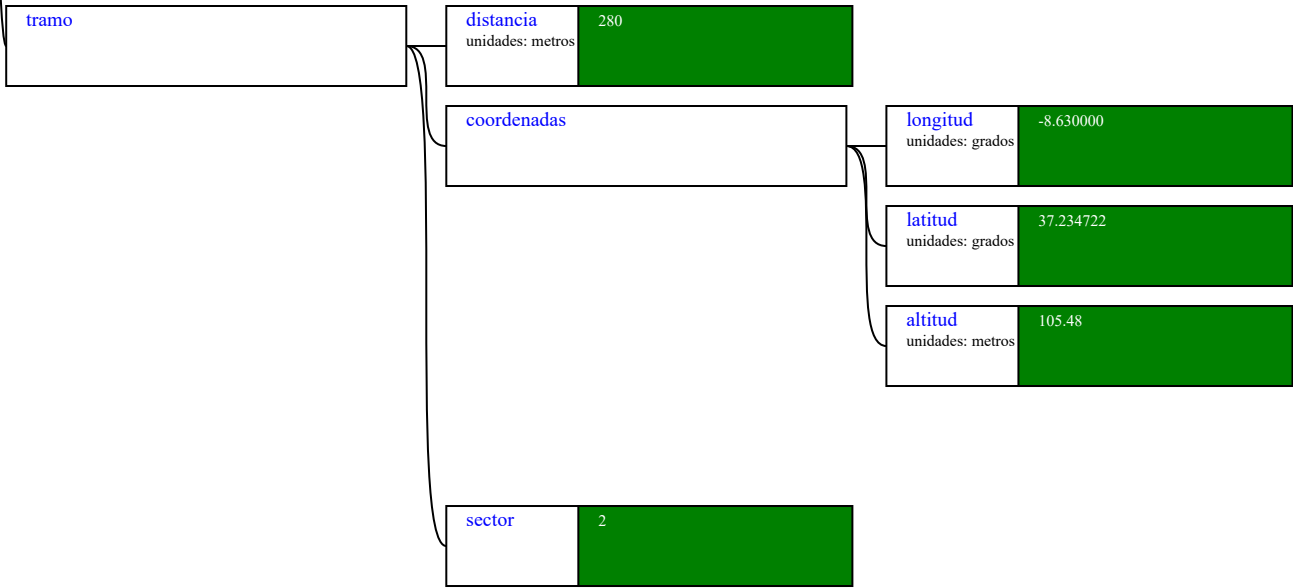 tramo
distancia
unidades: metros
280
coordenadas
longitud
unidades: grados
-8.630000
latitud
unidades: grados
37.234722
altitud
unidades: metros
105.48
sector
2